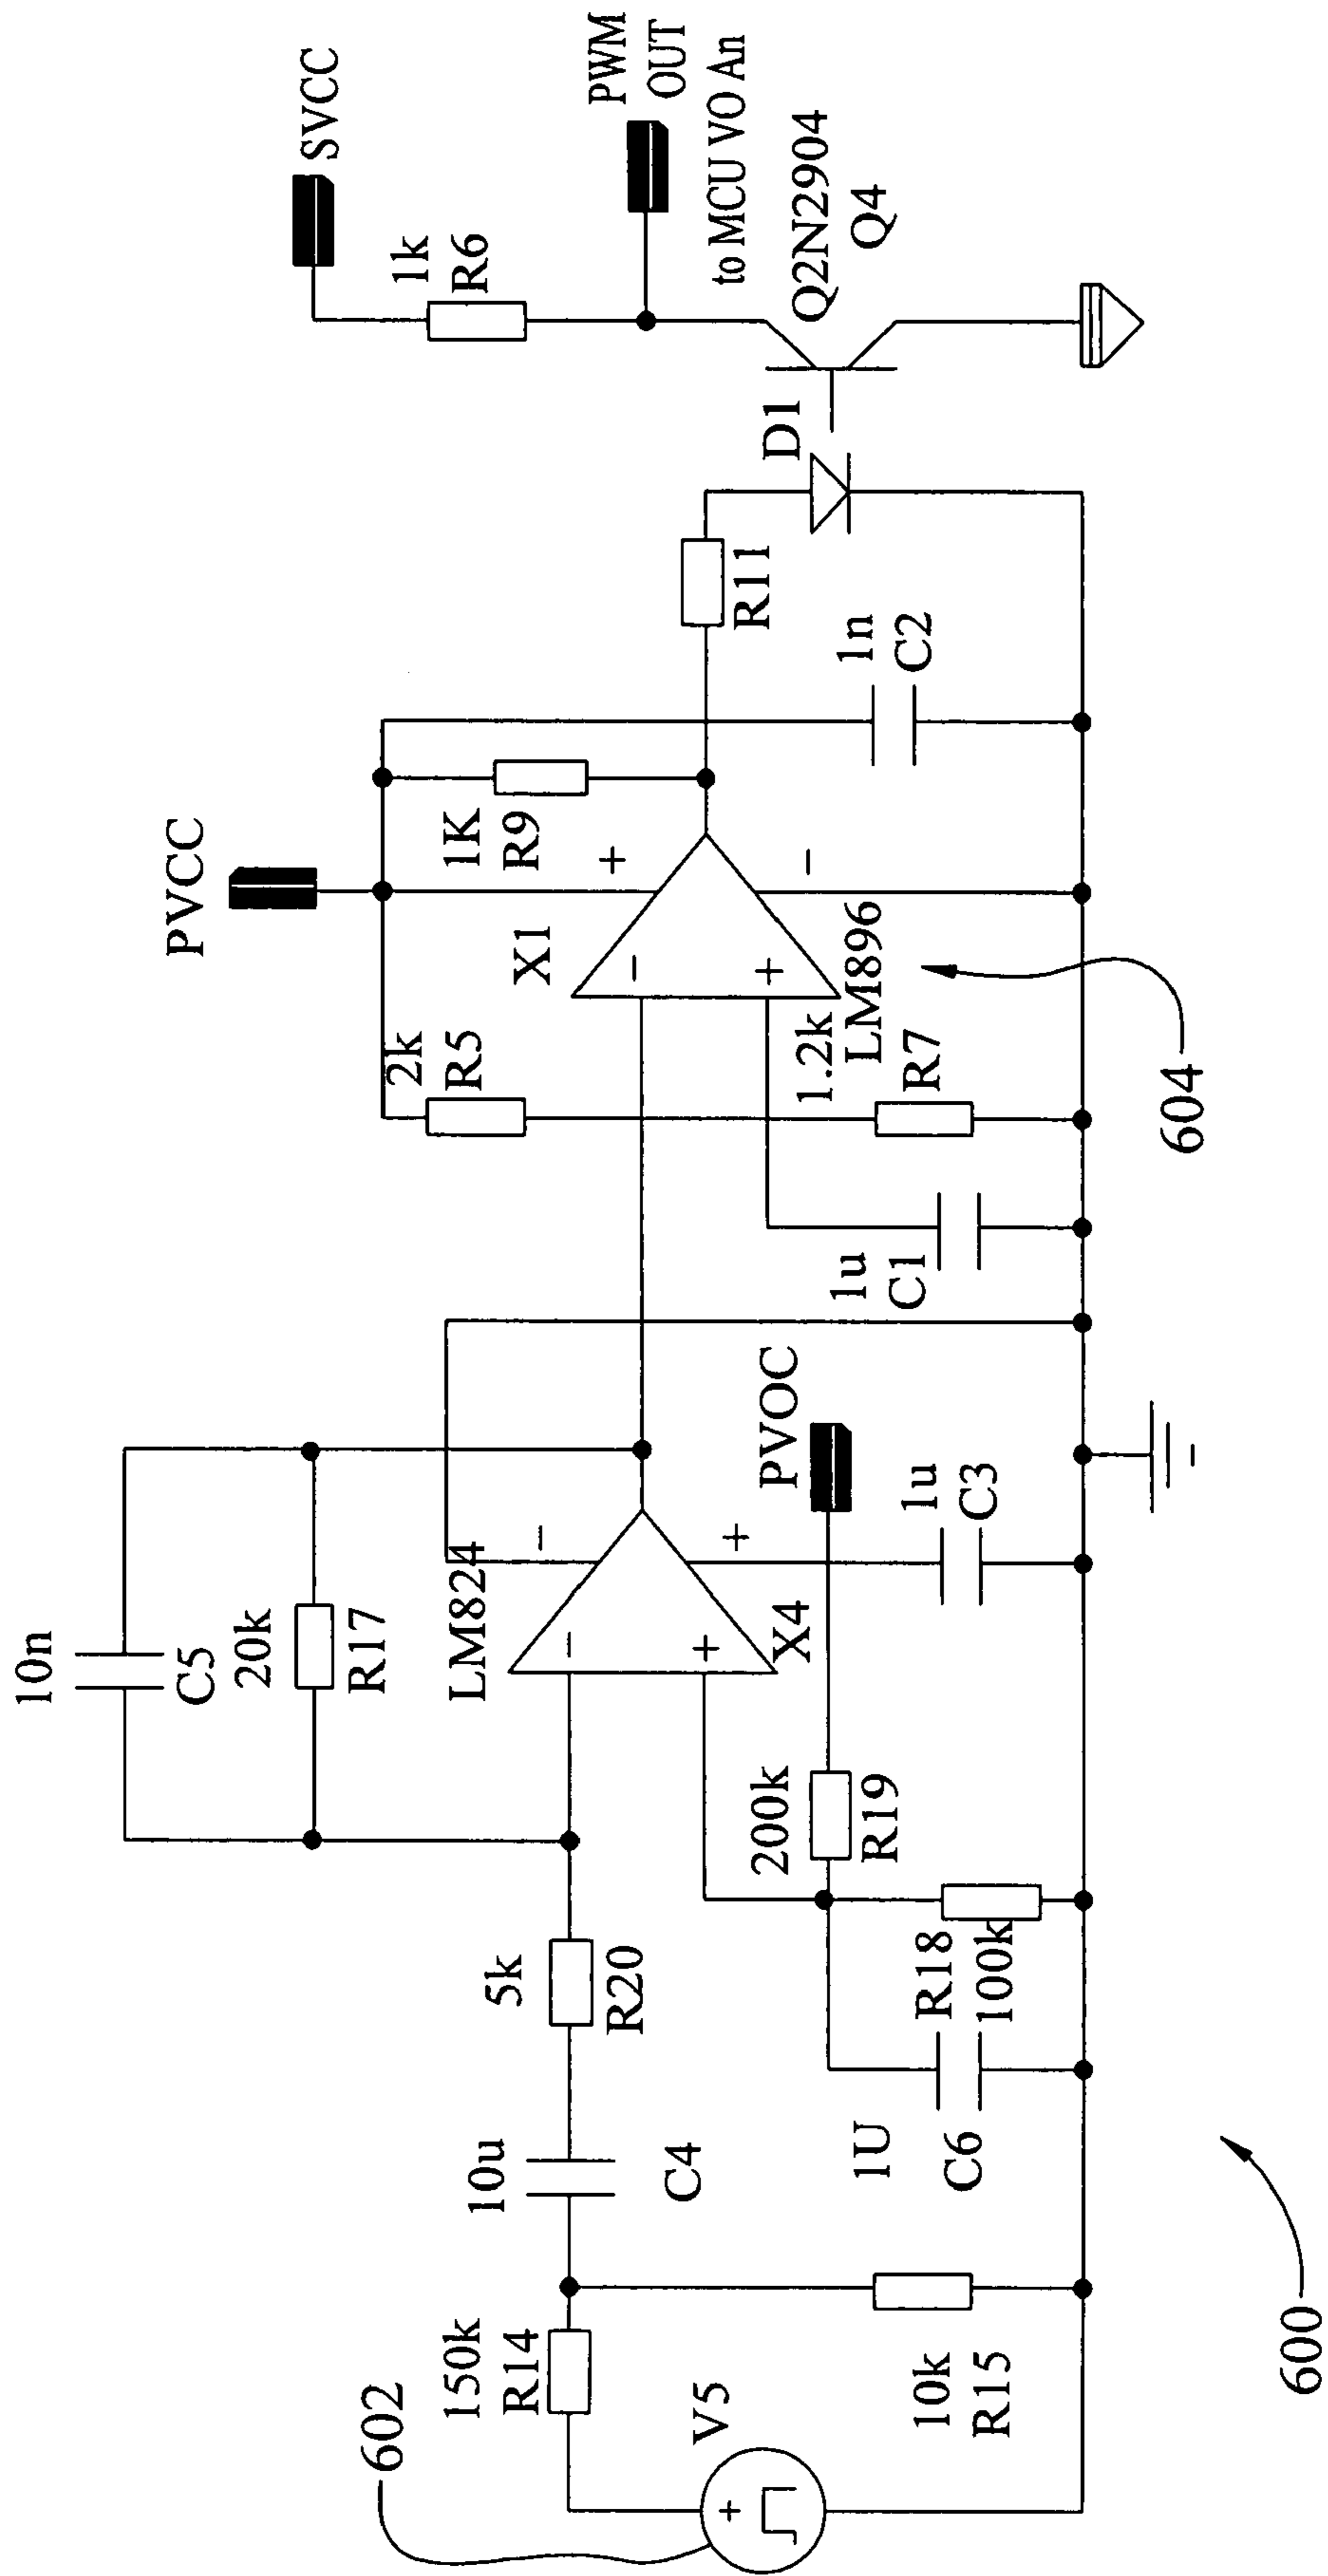 602
V5
150k
R14
10k
R15
10u
C4
5k
R20
1U
C6
R18
100k
200k
R19
10n
C5
20k
R17
LM824
−
+
X4
−
+
PVOC
1u
C3
1u
C1
2k
R5
1.2k
R7
X1
LM896
−
+
+
−
PVCC
1K
R9
1n
C2
R11
D1
1k
R6
SVCC
PWM
OUT
to MCU VO An
Q2N2904
Q4
+
604
600